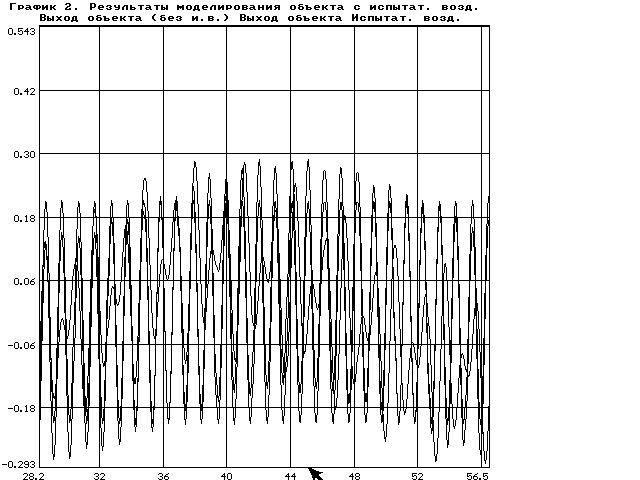 График 2. Результаты моделирования объекта с испытат. возд.
Выход объекта (без и.в.) Выход объекта Испытат. возд.
0.543
0.42
0.30
0.18
0.06
-0.06
-0.18
-0.293
28.2 32 36 40 44 48 52 56.5